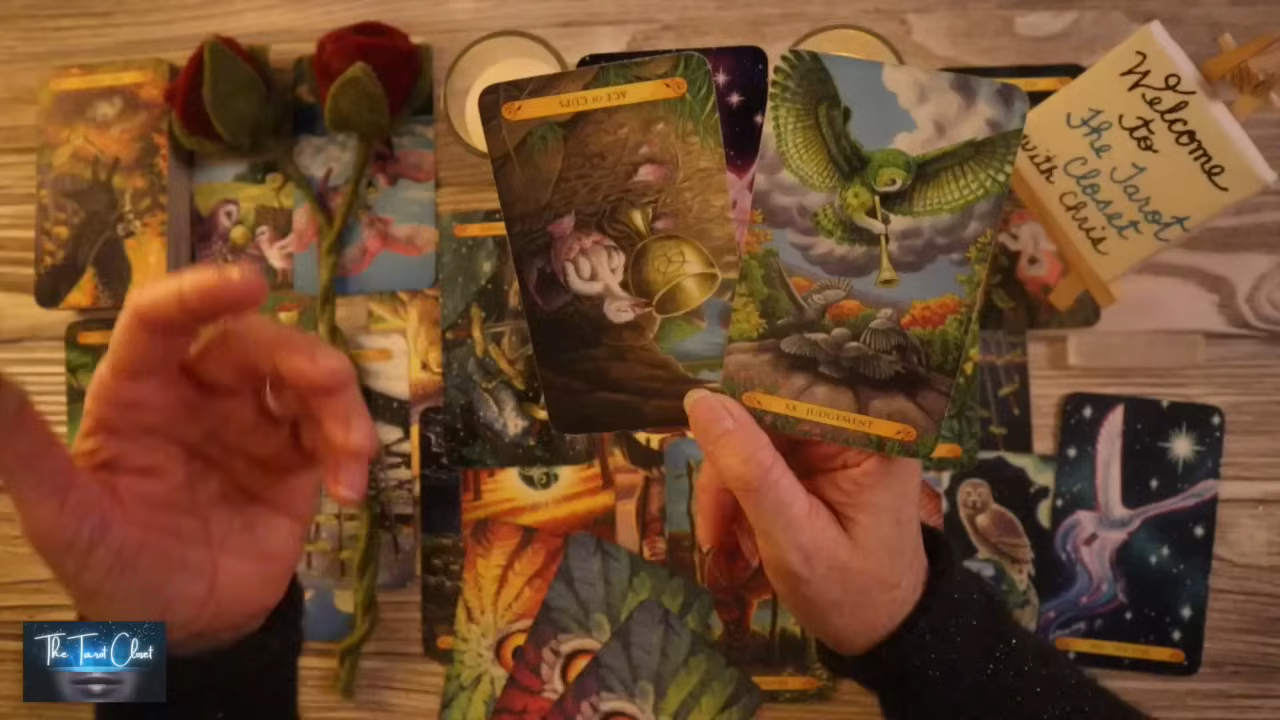 ACE OF CUPS
XX JUDGEMENT
Welcome
to
The Tarot
Closet
with Chris
The Tarot Closet